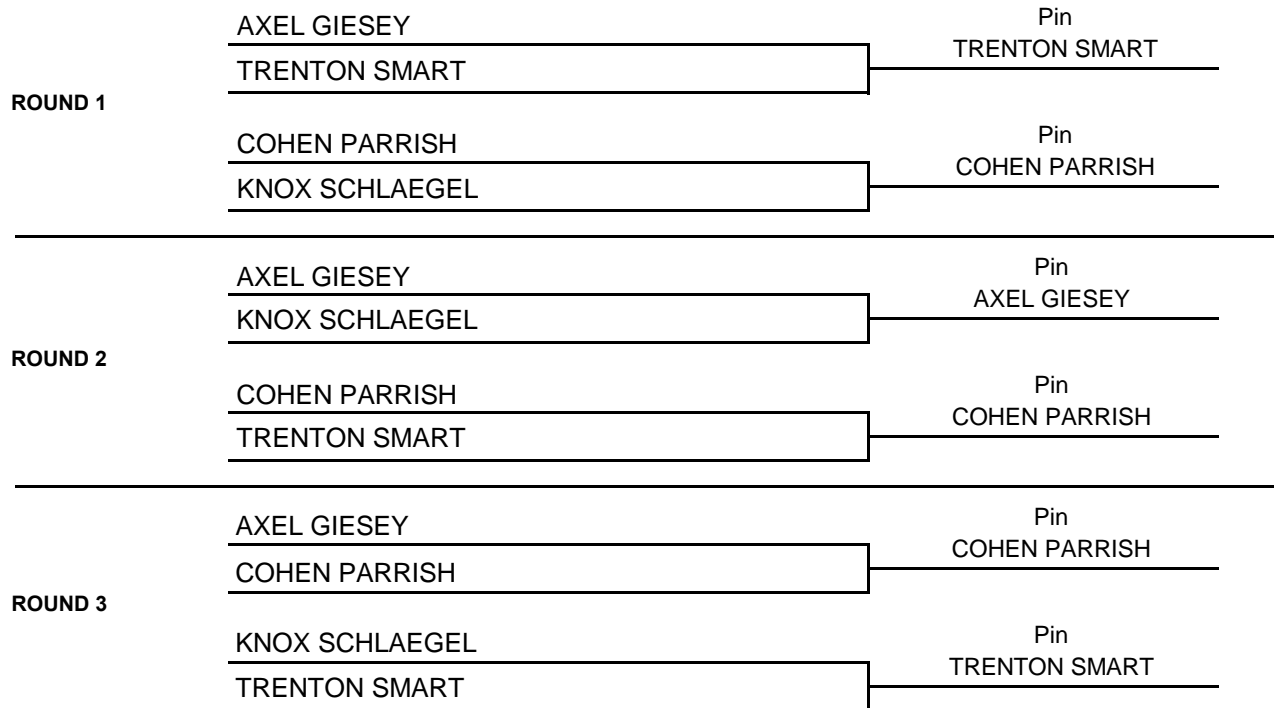 AXEL GIESEY
Pin
TRENTON SMART
TRENTON SMART
ROUND 1
COHEN PARRISH
Pin
COHEN PARRISH
KNOX SCHLAEGEL
AXEL GIESEY
Pin
AXEL GIESEY
KNOX SCHLAEGEL
ROUND 2
COHEN PARRISH
Pin
COHEN PARRISH
TRENTON SMART
AXEL GIESEY
Pin
COHEN PARRISH
COHEN PARRISH
ROUND 3
KNOX SCHLAEGEL
Pin
TRENTON SMART
TRENTON SMART